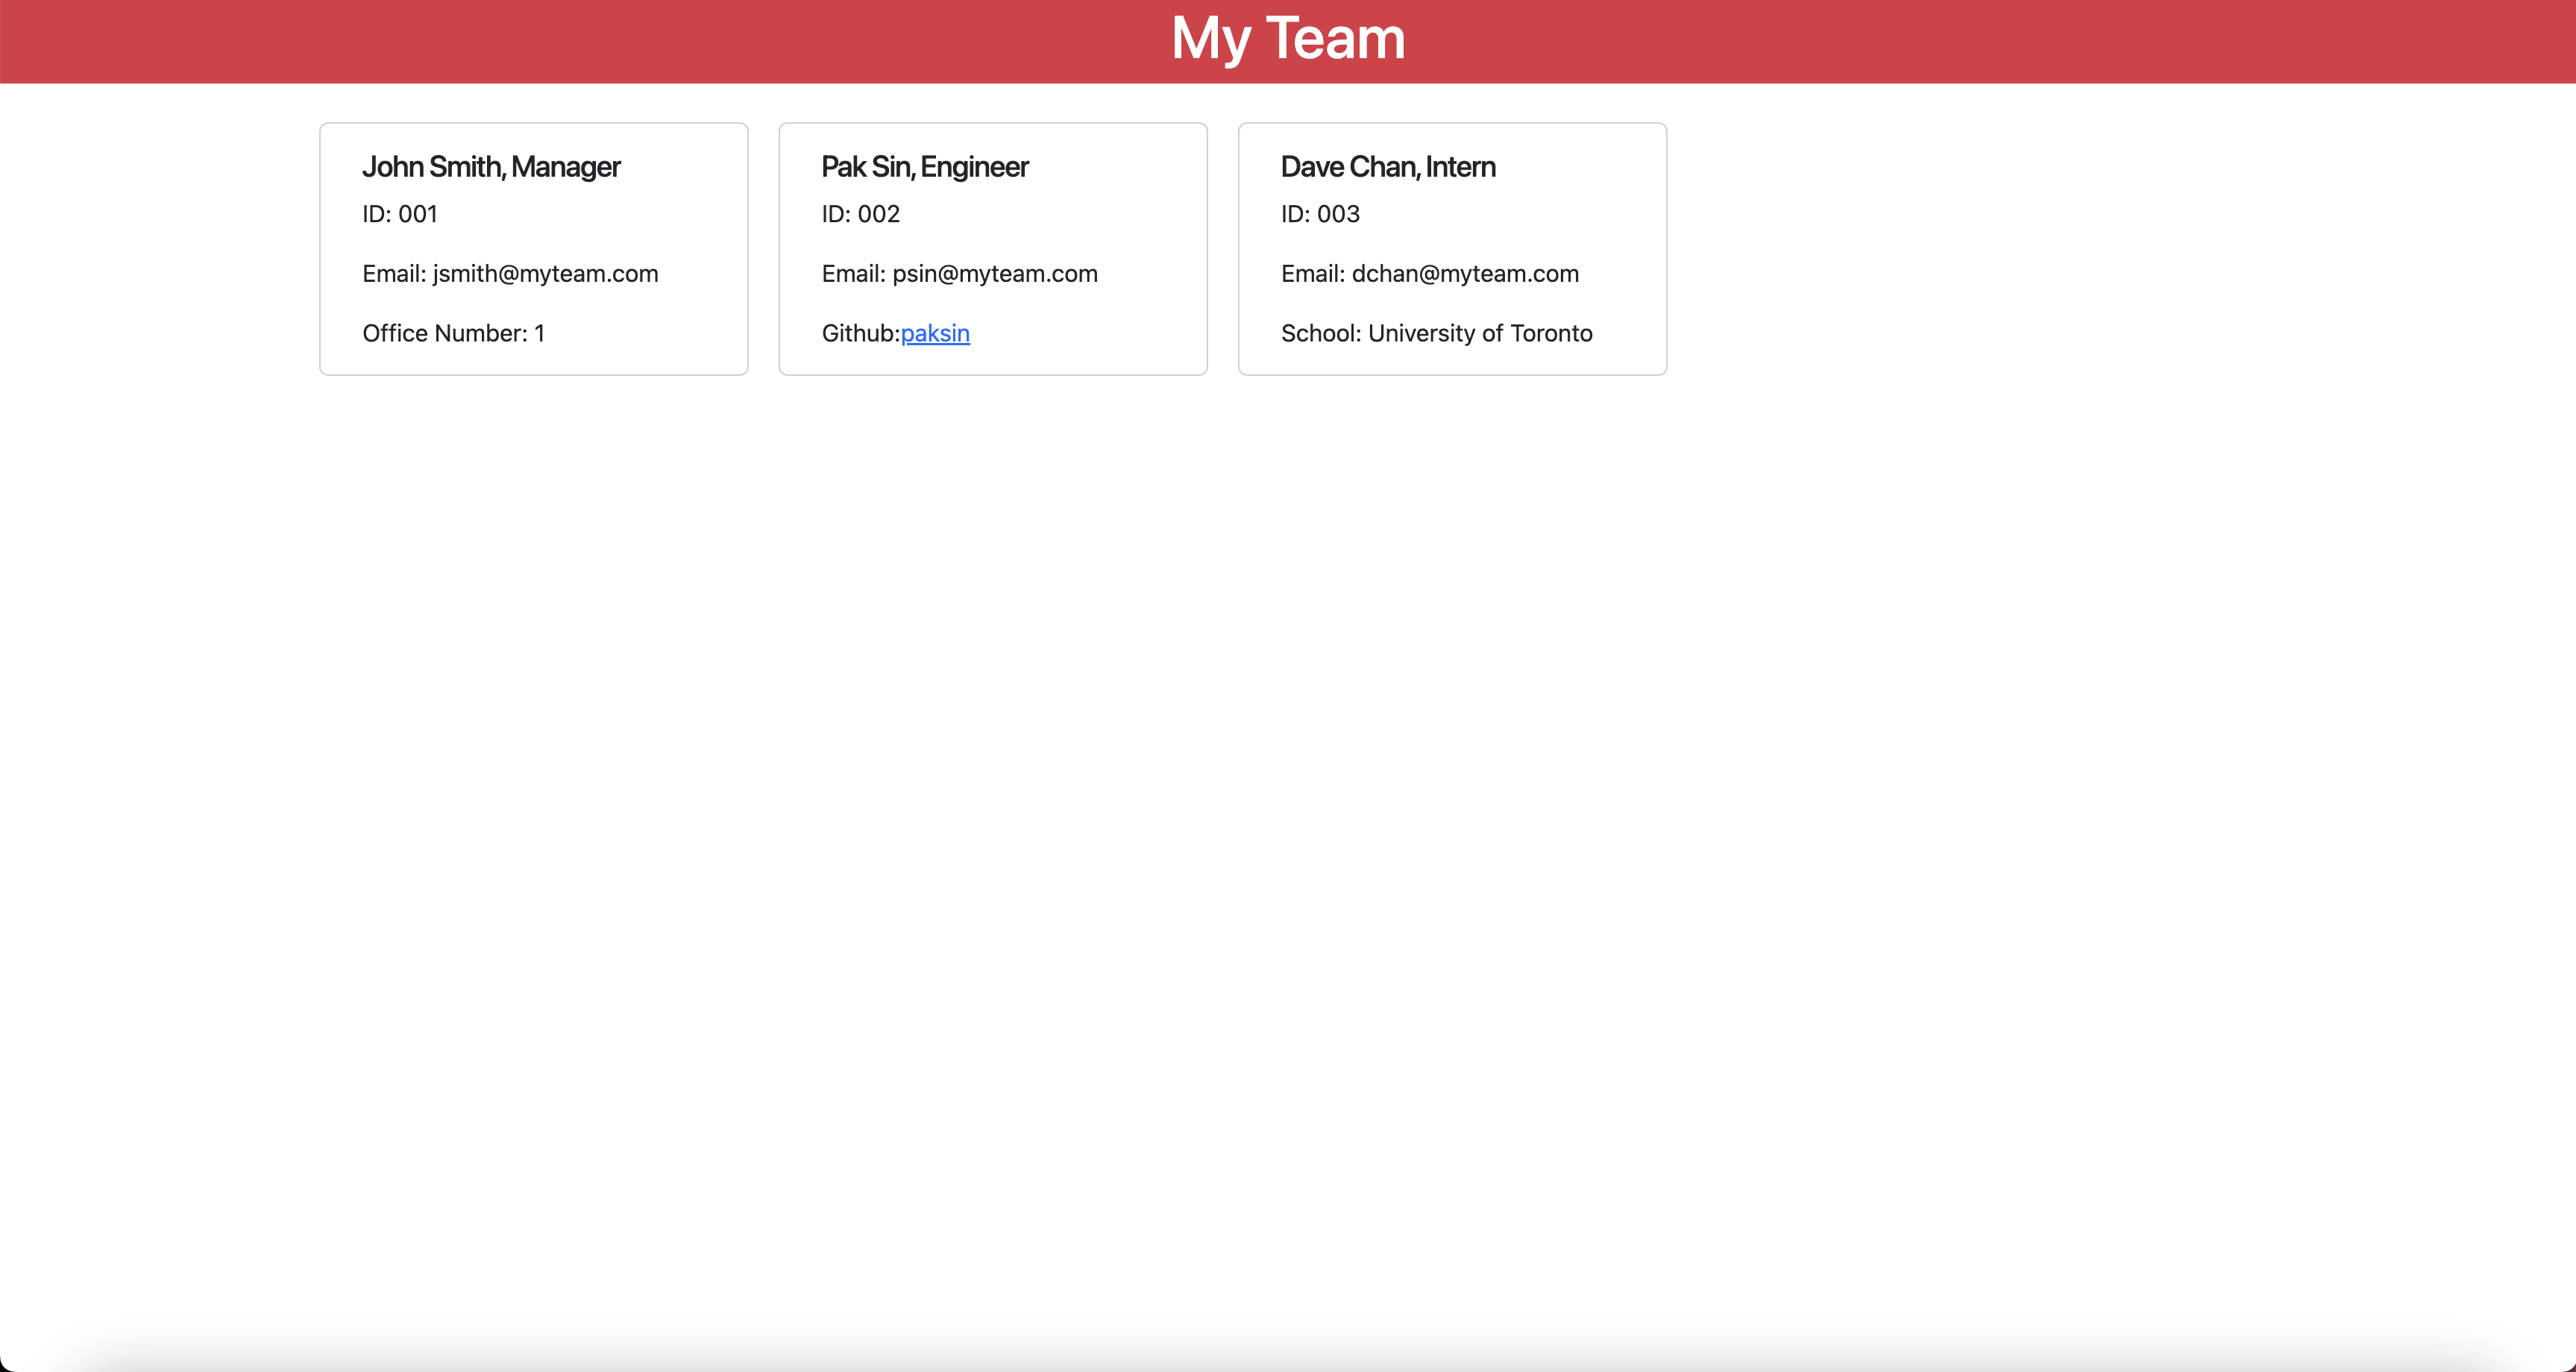 My Team
John Smith, Manager
ID: 001
Email: jsmith@myteam.com
Office Number: 1
Pak Sin, Engineer
ID: 002
Email: psin@myteam.com
Github:paksin
Dave Chan, Intern
ID: 003
Email: dchan@myteam.com
School: University of Toronto